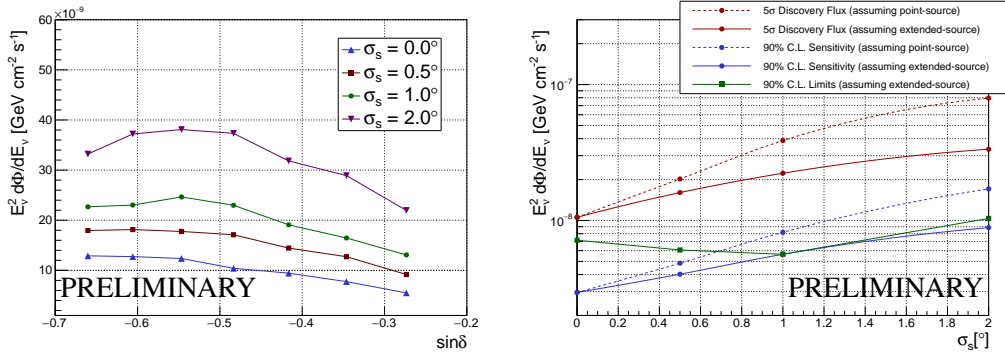 60 ×10⁻⁹
50
40
30
20
10
E²ᵥ dΦ/dEᵥ [GeV cm⁻² s⁻¹]
σₛ = 0.0°
σₛ = 0.5°
σₛ = 1.0°
σₛ = 2.0°
PRELIMINARY
−0.7 −0.6 −0.5 −0.4 −0.3 −0.2
sinδ
5σ Discovery Flux (assuming point-source)
5σ Discovery Flux (assuming extended-source)
90% C.L. Sensitivity (assuming point-source)
90% C.L. Sensitivity (assuming extended-source)
90% C.L. Limits (assuming extended-source)
E²ᵥ dΦ/dEᵥ [GeV cm⁻² s⁻¹]
10⁻⁷
10⁻⁸
PRELIMINARY
0 0.2 0.4 0.6 0.8 1 1.2 1.4 1.6 1.8 2
σₛ[°]